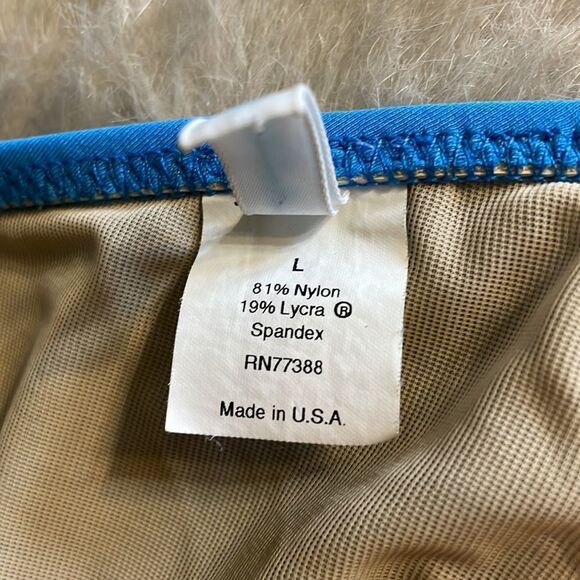 L
81% Nylon
19% Lycra ®
Spandex
RN77388
Made in U.S.A.